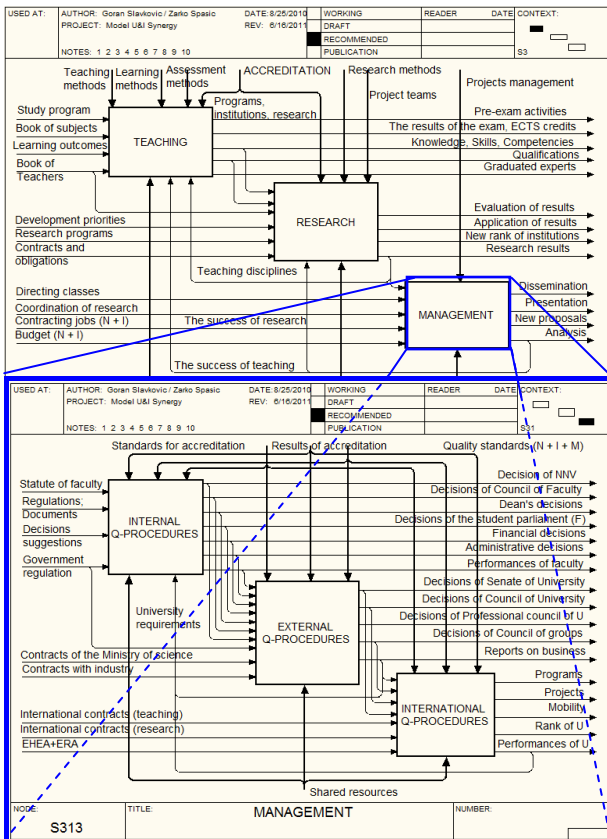 USED AT: AUTHOR: Goran Slavkovic / Zarko Spasic DATE: 8/25/2010 WORKING READER DATE CONTEXT:
PROJECT: Model U&I Synergy REV: 6/16/2011 DRAFT
RECOMMENDED
NOTES: 1 2 3 4 5 6 7 8 9 10 PUBLICATION S3
Teaching methods
Learning methods
Assessment methods
ACCREDITATION
Research methods
Programs, institutions, research
Project teams
Projects management
Study program
Book of subjects
Learning outcomes
Book of Teachers
TEACHING
Pre-exam activities
The results of the exam, ECTS credits
Knowledge, Skills, Competencies
Qualifications
Graduated experts
RESEARCH
Development priorities
Research programs
Contracts and obligations
Evaluation of results
Application of results
New rank of institutions
Research results
Teaching disciplines
Directing classes
Coordination of research
Contracting jobs (N + I)
Budget (N + I)
The success of research
The success of teaching
MANAGEMENT
Dissemination
Presentation
New proposals
Analysis
USED AT: AUTHOR: Goran Slavkovic / Zarko Spasic DATE: 8/25/2010 WORKING READER DATE CONTEXT:
PROJECT: Model U&I Synergy REV: 6/16/2011 DRAFT
RECOMMENDED
NOTES: 1 2 3 4 5 6 7 8 9 10 PUBLICATION S31
Standards for accreditation
Results of accreditation
Quality standards (N + I + M)
Statute of faculty
Regulations;
Documents
Decisions
suggestions
Government
regulation
INTERNAL
Q-PROCEDURES
Decision of NNV
Decisions of Council of Faculty
Dean's decisions
Decisions of the student parliament (F)
Financial decisions
Administrative decisions
Performances of faculty
University
requirements
EXTERNAL
Q-PROCEDURES
Decisions of Senate of University
Decisions of Council of University
Decisions of Professional council of U
Decisions of Council of groups
Reports on business
Contracts of the Ministry of science
Contracts with industry
INTERNATIONAL
Q-PROCEDURES
Programs
Projects
Mobility
Rank of U
Performances of U
International contracts (teaching)
International contracts (research)
EHEA+ERA
Shared resources
NODE: TITLE: NUMBER:
S313 MANAGEMENT